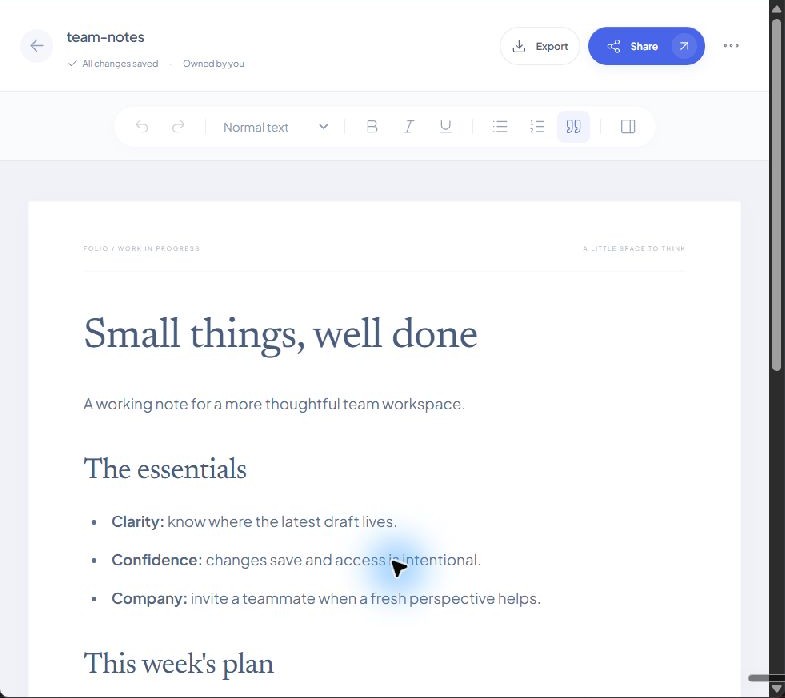 team-notes
All changes saved · Owned by you
Export
Share
Normal text
B I U
FOLIO / WORK IN PROGRESS
A LITTLE SPACE TO THINK
Small things, well done
A working note for a more thoughtful team workspace.
The essentials
• Clarity: know where the latest draft lives.
• Confidence: changes save and access is intentional.
• Company: invite a teammate when a fresh perspective helps.
This week's plan